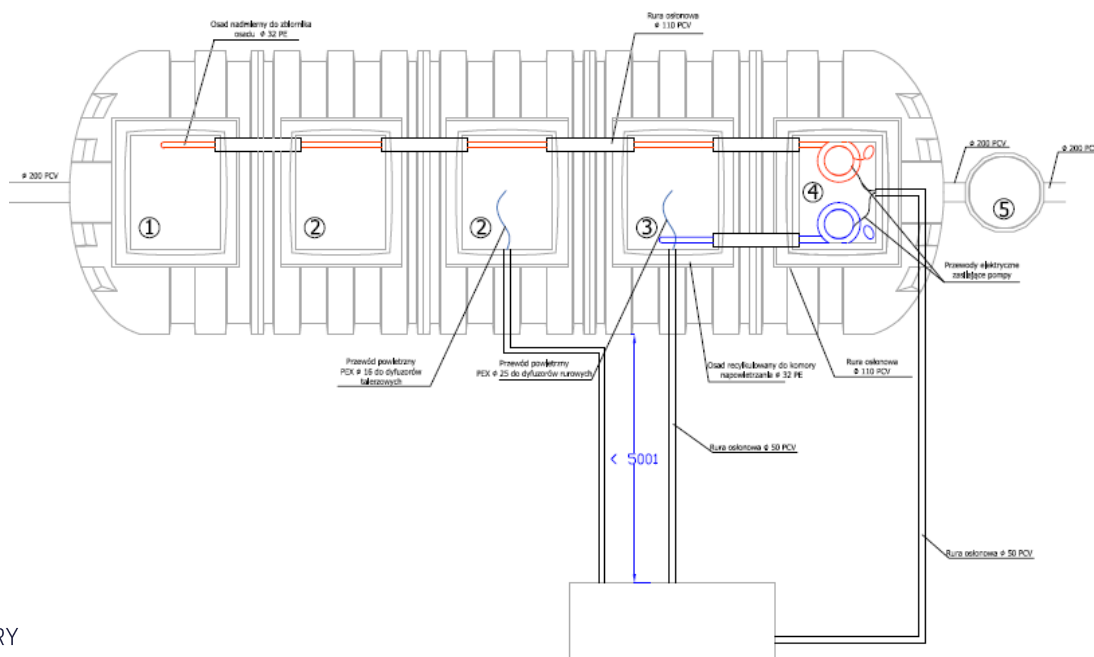 Osad nadmierny do zbiornika
osadu ϕ 32 PE
Rura osłonowa
ϕ 110 PCV
ϕ 200 PCV
ϕ 200 PCV
ϕ 200 PC
①
②
②
③
④
⑤
Przewody elektryczne
zasilające pompy
Przewód powietrzny
PEX ϕ 16 do dyfuzorów
talerzowych
Przewód powietrzny
PEX ϕ 25 do dyfuzorów rurowych
Osad recylkulowany do komory
napowietrzania ϕ 32 PE
Rura osłonowa
ϕ 110 PCV
Rura osłonowa ϕ 50 PCV
< 5001
Rura osłonowa ϕ 50 PCV
RY